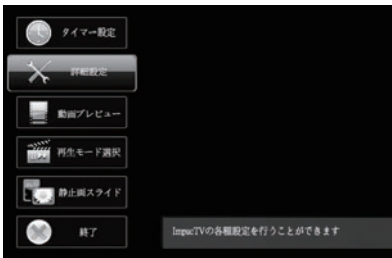 タイマー設定
詳細設定
動画プレビュー
再生モード選択
静止画スライド
終了
ImpacTVの各種設定を行うことができます